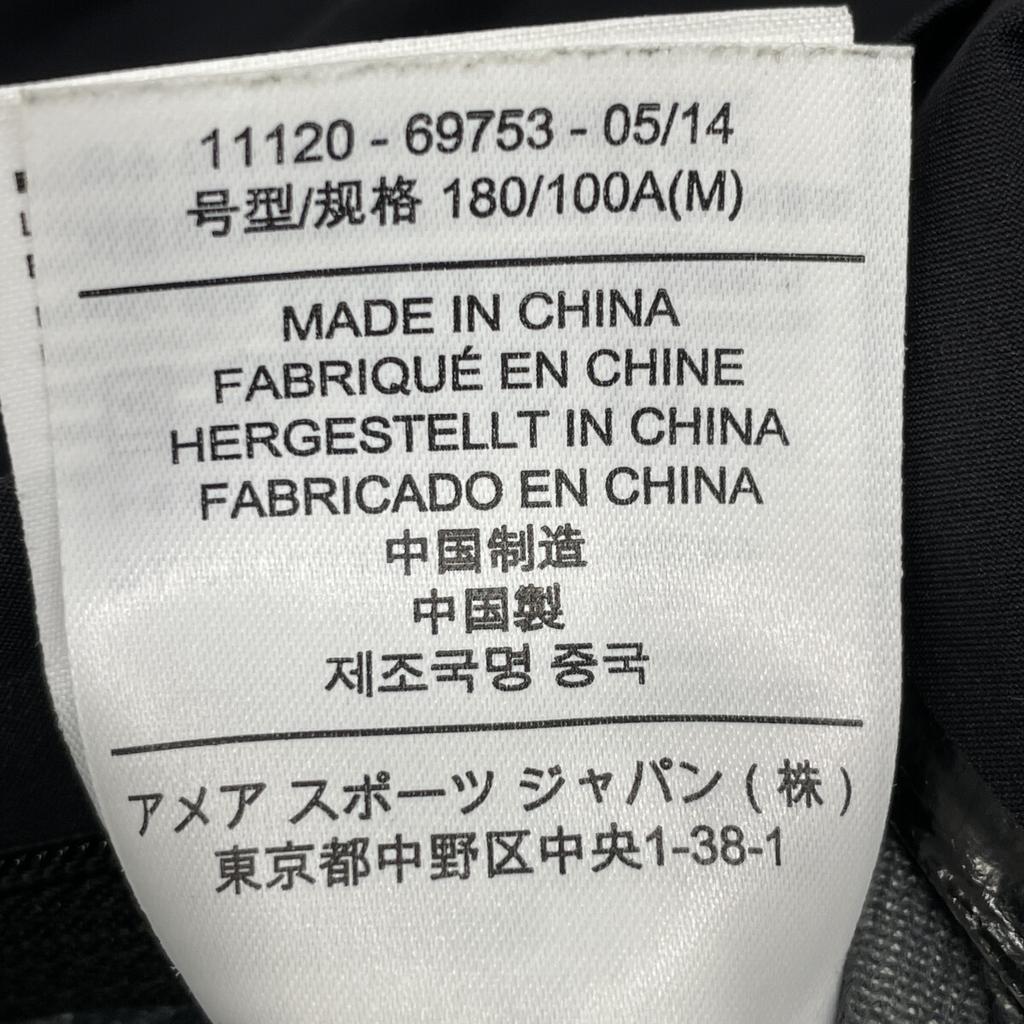 11120 - 69753 - 05/14
号型/规格 180/100A(M)
MADE IN CHINA
FABRIQUÉ EN CHINE
HERGESTELLT IN CHINA
FABRICADO EN CHINA
中国制造
中国製
제조국명 중국
アメア スポーツ ジャパン ( 株 )
東京都中野区中央1-38-1